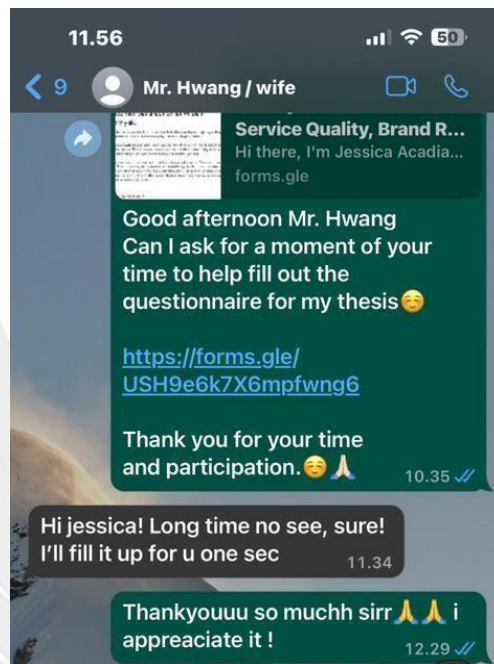 11.56
50
9
Mr. Hwang / wife
Service Quality, Brand R...
Hi there, I'm Jessica Acadia...
forms.gle
Good afternoon Mr. Hwang
Can I ask for a moment of your
time to help fill out the
questionnaire for my thesis☺️
https://forms.gle/
USH9e6k7X6mpfwng6
Thank you for your time
and participation.😊🙏🏻
10.35
Hi jessica! Long time no see, sure!
I'll fill it up for u one sec
11.34
Thankyouuu so muchh sirr🙏🙏 i
appreaciate it !
12.29